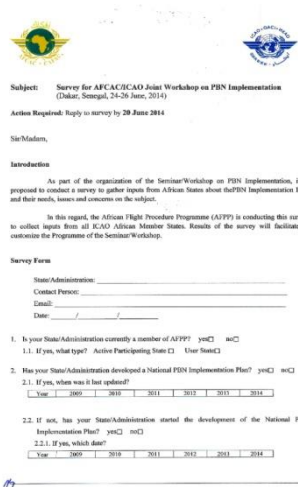 Subject: Survey for AFCAC/ICAO Joint Workshop on PBN Implementation
(Dakar, Senegal, 24-26 June, 2014)
Action Required: Reply to survey by 20 June 2014
Sir/Madam,
Introduction
As part of the organization of the Seminar/Workshop on PBN Implementation, i
proposed to conduct a survey to gather inputs from African States about thePBN Implementation
and their needs, issues and concerns on the subject.
In this regard, the African Flight Procedure Programme (AFPP) is conducting this sur
to collect inputs from all ICAO African Member States. Results of the survey will facilitate
customize the Programme of the Seminar/Workshop.
Survey Form
State/Administration:
Contact Person:
Email:
Date: / /
1. Is your State/Administration currently a member of AFPP? yes□ no□
1.1. If yes, what type? Active Participating State □ User State□
2. Has your State/Administration developed a National PBN Implementation Plan? yes□ no
2.1. If yes, when was it last updated?
Year 2009 2010 2011 2012 2013 2014
2.2. If not, has your State/Administration started the development of the National P
Implementation Plan? yes□ no□
2.2.1. If yes, which date?
Year 2009 2010 2011 2012 2013 2014